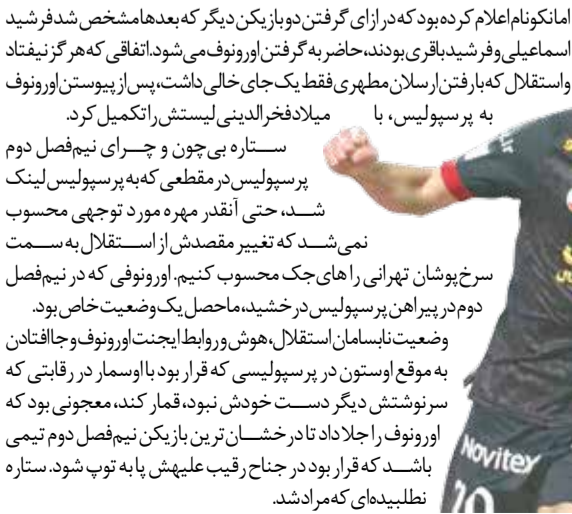 امانکونام اعلام کرده بود که در ازای گرفتن دو بازیکن دیگر که بعدها مشخص شد فرشید
اسماعیلی و فرشید باقری بودند، حاضر به گرفتن اورونوف می‌شود. اتفاقی که هرگز نیفتاد
و استقلال که با رفتن ارسلان مطهری فقط یک جای خالی داشت، پس از پیوستن اورونوف
به پرسپولیس، با میلاد فخرالدینی لیستش را تکمیل کرد.
ستاره بی‌چون و چرای نیم‌فصل دوم
پرسپولیس در مقطعی که به پرسپولیس لینک
شد، حتی آنقدر مهره مورد توجهی محسوب
نمی‌شد که تغییر مقصدش از استقلال به سمت
سرخپوشان تهرانی را های‌جک محسوب کنیم. اورونوفی که در نیم‌فصل
دوم در پیراهن پرسپولیس درخشید، ماحصل یک وضعیت خاص بود.
وضعیت نابسامان استقلال، هوش و روابط ایجنت اورونوف و جا افتادن
به موقع اوستون در پرسپولیسی که قرار بود با اوسمار در رقابتی که
سرنوشتش دیگر دست خودش نبود، قمار کند، معجونی بود که
اورونوف را جلا داد تا درخشان‌ترین بازیکن نیم‌فصل دوم تیمی
باشد که قرار بود در جناح رقیب علیهش پا به توپ شود. ستاره
نطلبیده‌ای که مراد شد.
Novitex
10